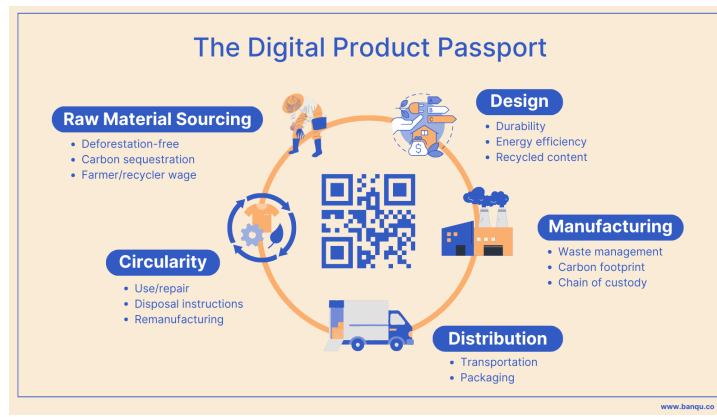 The Digital Product Passport
Raw Material Sourcing
• Deforestation-free
• Carbon sequestration
• Farmer/recycler wage
Design
• Durability
• Energy efficiency
• Recycled content
Manufacturing
• Waste management
• Carbon footprint
• Chain of custody
Distribution
• Transportation
• Packaging
Circularity
• Use/repair
• Disposal instructions
• Remanufacturing
$
www.banqu.co